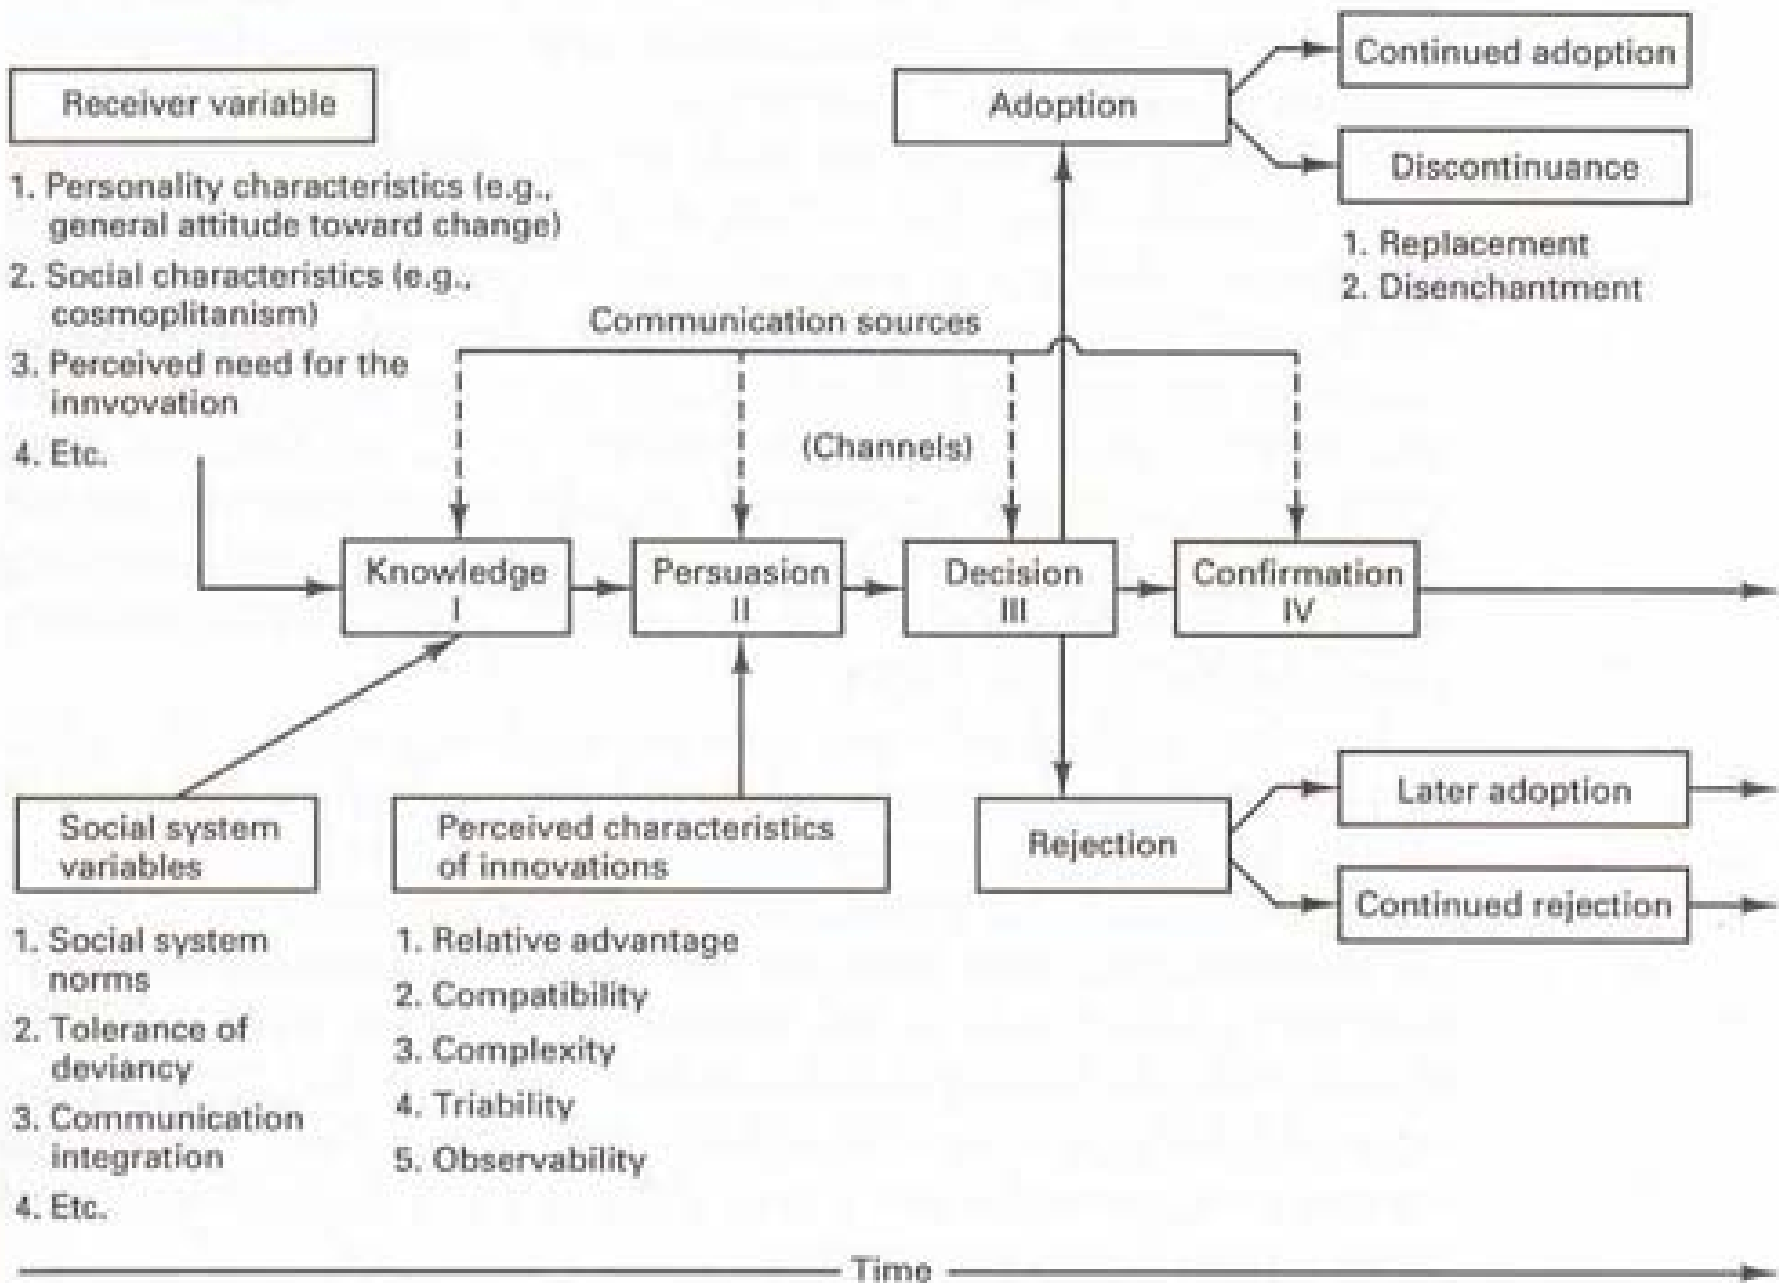 Receiver variable
1. Personality characteristics (e.g.,
general attitude toward change)
2. Social characteristics (e.g.,
cosmoplitanism)
3. Perceived need for the
innvovation
4. Etc.
Adoption
Continued adoption
Discontinuance
1. Replacement
2. Disenchantment
Communication sources
(Channels)
Knowledge
I
Persuasion
II
Decision
III
Confirmation
IV
Social system
variables
1. Social system
norms
2. Tolerance of
deviancy
3. Communication
integration
4. Etc.
Perceived characteristics
of innovations
1. Relative advantage
2. Compatibility
3. Complexity
4. Triability
5. Observability
Rejection
Later adoption
Continued rejection
Time